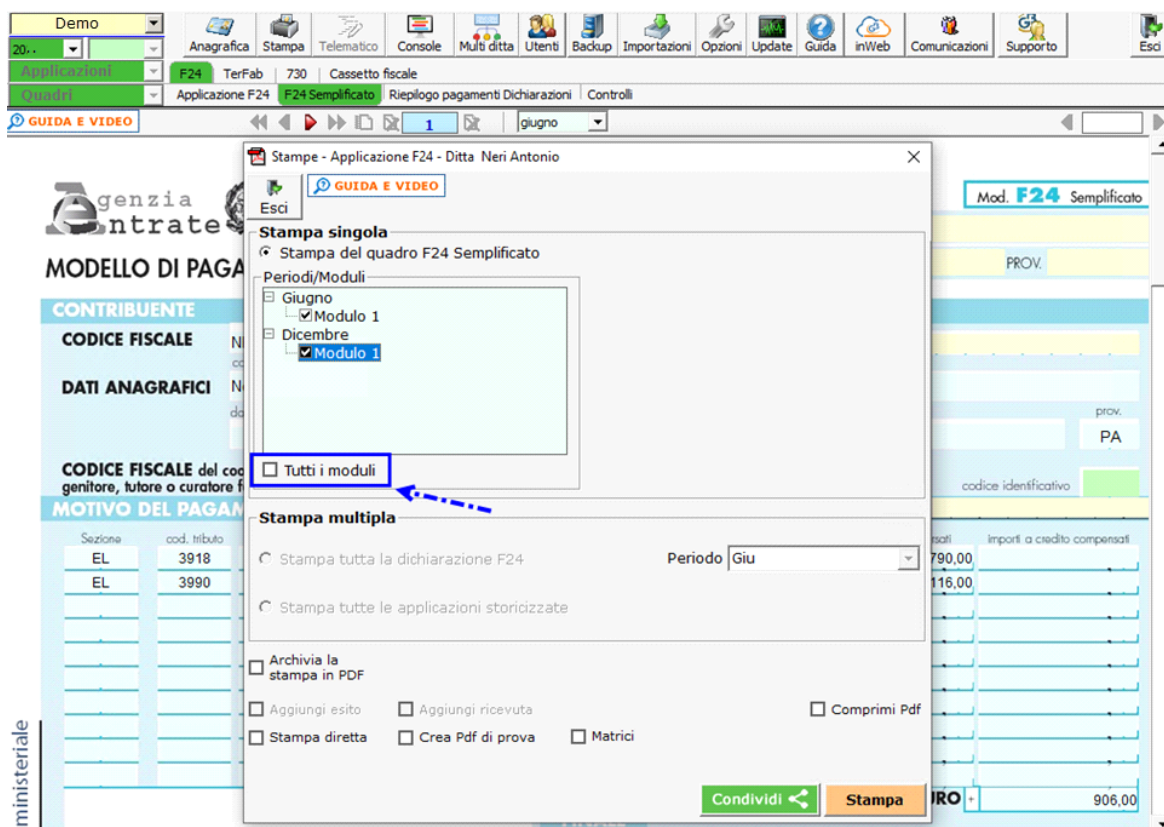 Demo
Anagrafica Stampa Telematico Console Multi ditta Utenti Backup Importazioni Opzioni Update Guida inWeb Comunicazioni Supporto Esci
20..
Applicazioni F24 TerFab 730 Cassetto fiscale
Quadri Applicazione F24 F24 Semplificato Riepilogo pagamenti Dichiarazioni Controlli
GUIDA E VIDEO 1 giugno
Stampe - Applicazione F24 - Ditta Neri Antonio
GUIDA E VIDEO
Esci
genzia
ntrate
Mod. F24 Semplificato
Stampa singola
Stampa del quadro F24 Semplificato
MODELLO DI PAGA
PROV.
Periodi/Moduli
Giugno
Modulo 1
Dicembre
Modulo 1
CONTRIBUENTE
CODICE FISCALE
DATI ANAGRAFICI
prov.
PA
Tutti i moduli
CODICE FISCALE del coo
genitore, tutore o curatore f
codice identificativo
MOTIVO DEL PAGAM
Stampa multipla
Sezione cod. tributo importi a credito compensati
EL 3918 790,00
EL 3990 116,00
Stampa tutta la dichiarazione F24 Periodo Giu
Stampa tutte le applicazioni storicizzate
Archivia la
stampa in PDF
Aggiungi esito Aggiungi ricevuta Comprimi Pdf
Stampa diretta Crea Pdf di prova Matrici
Condividi Stampa
URO + 906,00
ministeriale